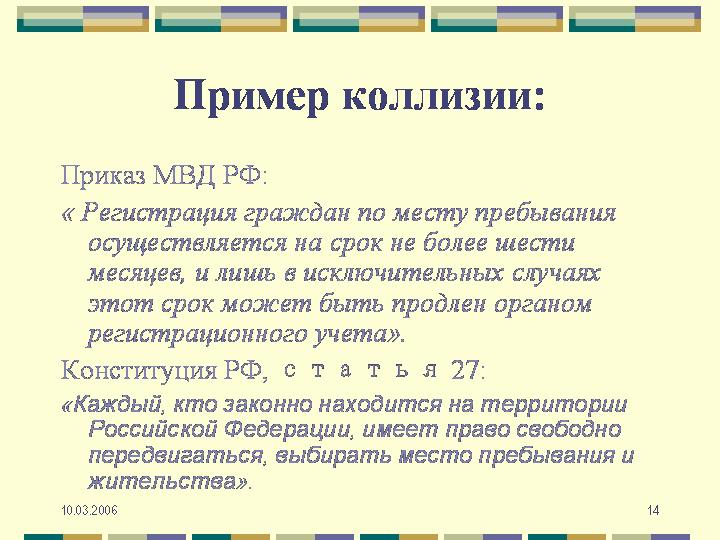 Пример коллизии:
Приказ МВД РФ:
« Регистрация граждан по месту пребывания
осуществляется на срок не более шести
месяцев, и лишь в исключительных случаях
этот срок может быть продлен органом
регистрационного учета».
Конституция РФ, статья 27:
«Каждый, кто законно находится на территории
Российской Федерации, имеет право свободно
передвигаться, выбирать место пребывания и
жительства».
10.03.2006 14